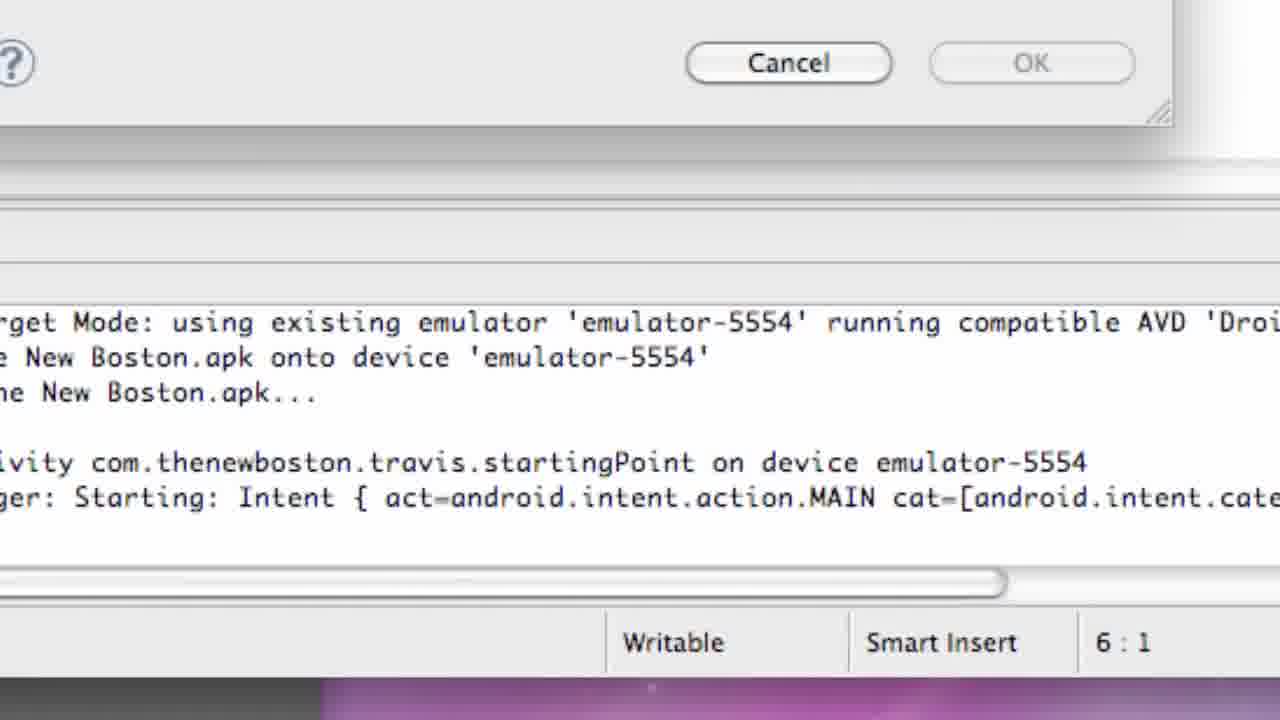 ?
Cancel
OK
rget Mode: using existing emulator 'emulator-5554' running compatible AVD 'Droi
e New Boston.apk onto device 'emulator-5554'
ne New Boston.apk...
ivity com.thenewboston.travis.startingPoint on device emulator-5554
ger: Starting: Intent { act=android.intent.action.MAIN cat=[android.intent.cate
Writable
Smart Insert
6 : 1